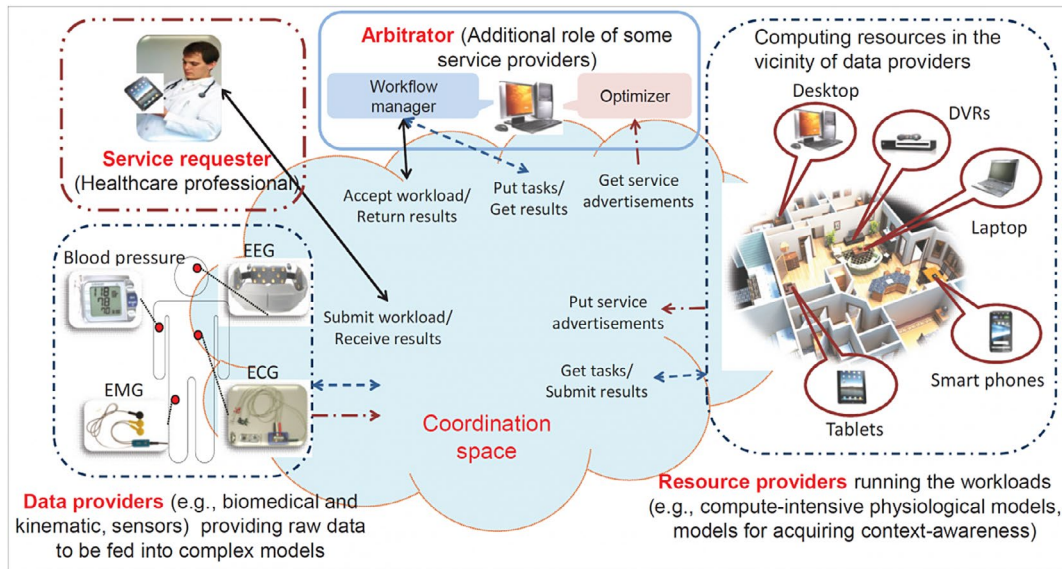 Arbitrator (Additional role of some
service providers)
Workflow
manager
Optimizer
Service requester
(Healthcare professional)
Computing resources in the
vicinity of data providers
Desktop
DVRs
Laptop
Smart phones
Tablets
Accept workload/
Return results
Put tasks/
Get results
Get service
advertisements
Blood pressure
EEG
EMG
ECG
Submit workload/
Receive results
Put service
advertisements
Get tasks/
Submit results
Coordination
space
Data providers (e.g., biomedical and
kinematic, sensors) providing raw data
to be fed into complex models
Resource providers running the workloads
(e.g., compute-intensive physiological models,
models for acquiring context-awareness)